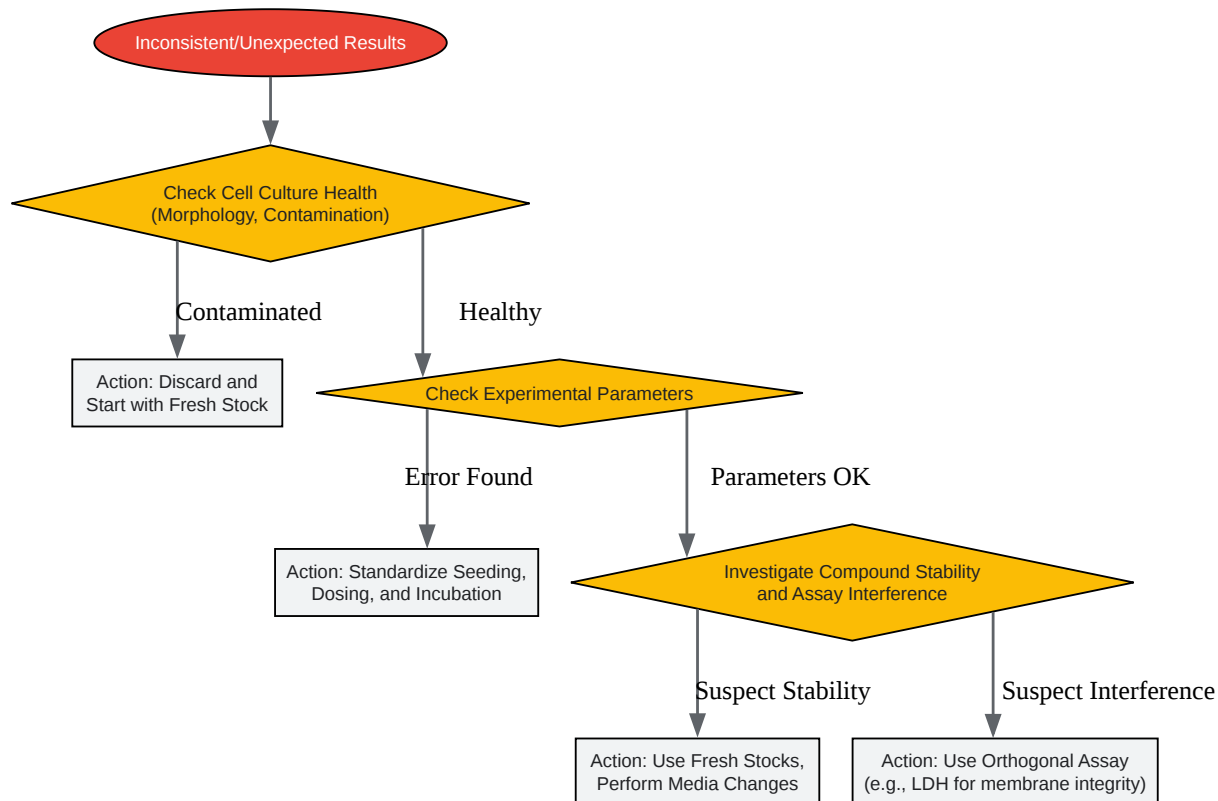 Inconsistent/Unexpected Results
Check Cell Culture Health
(Morphology, Contamination)
Contaminated
Healthy
Action: Discard and
Start with Fresh Stock
Check Experimental Parameters
Error Found
Parameters OK
Action: Standardize Seeding,
Dosing, and Incubation
Investigate Compound Stability
and Assay Interference
Suspect Stability
Suspect Interference
Action: Use Fresh Stocks,
Perform Media Changes
Action: Use Orthogonal Assay
(e.g., LDH for membrane integrity)